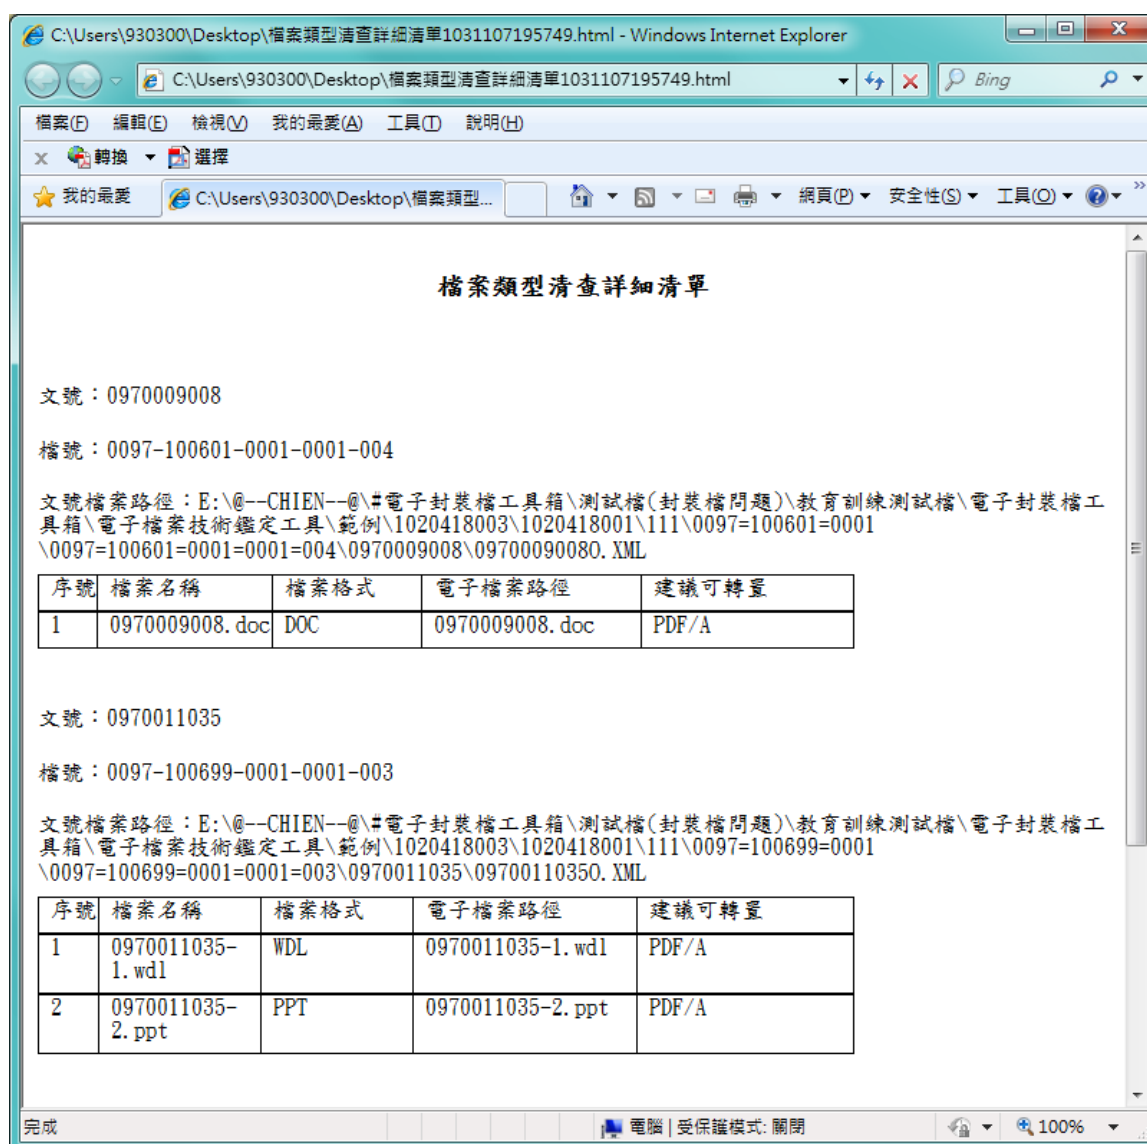 C:\Users\930300\Desktop\檔案類型清查詳細清單1031107195749.html - Windows Internet Explorer
C:\Users\930300\Desktop\檔案類型清查詳細清單1031107195749.html
Bing
檔案(F) 編輯(E) 檢視(V) 我的最愛(A) 工具(T) 說明(H)
x 轉換 選擇
我的最愛 C:\Users\930300\Desktop\檔案類型... 網頁(P) 安全性(S) 工具(O) »
檔案類型清查詳細清單
文號：0970009008
檔號：0097-100601-0001-0001-004
文號檔案路徑：E:\@--CHIEN--@\#電子封裝檔工具箱\測試檔(封裝檔問題)\教育訓練測試檔\電子封裝檔工
具箱\電子檔案技術鑑定工具\範例\1020418003\1020418001\111\0097=100601=0001
\0097=100601=0001=0001=004\0970009008\0970009008O.XML
序號 檔案名稱 檔案格式 電子檔案路徑 建議可轉置
1 0970009008.doc DOC 0970009008.doc PDF/A
文號：0970011035
檔號：0097-100699-0001-0001-003
文號檔案路徑：E:\@--CHIEN--@\#電子封裝檔工具箱\測試檔(封裝檔問題)\教育訓練測試檔\電子封裝檔工
具箱\電子檔案技術鑑定工具\範例\1020418003\1020418001\111\0097=100699=0001
\0097=100699=0001=0001=003\0970011035\0970011035O.XML
序號 檔案名稱 檔案格式 電子檔案路徑 建議可轉置
1 0970011035- WDL 0970011035-1.wdl PDF/A
1.wdl
2 0970011035- PPT 0970011035-2.ppt PDF/A
2.ppt
完成 電腦 | 受保護模式: 關閉 100%